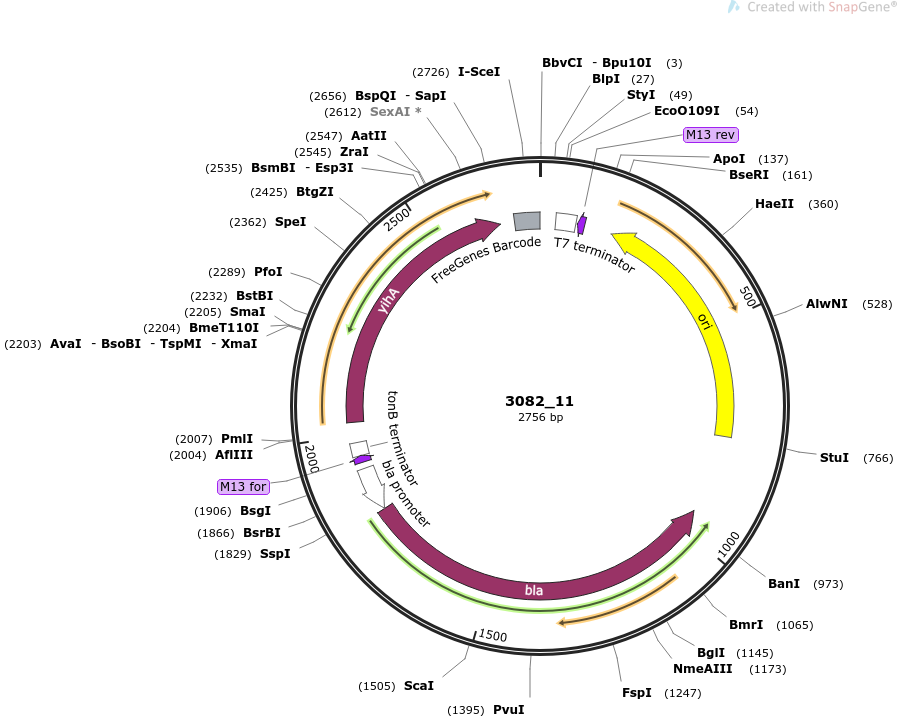 Created with SnapGene®
(2726) I-SceI
BbvCI - Bpu10I (3)
BlpI (27)
(2656) BspQI - SapI
StyI (49)
(2612) SexAI *
EcoO109I (54)
(2547) AatII
M13 rev
(2545) ZraI
ApoI (137)
(2535) BsmBI - Esp3I
BseRI (161)
(2425) BtgZI
HaeII (360)
(2362) SpeI
2500
FreeGenes Barcode
T7 terminator
(2289) PfoI
500
(2232) BstBI
yihA
AlwNI (528)
(2205) SmaI
ori
(2204) BmeT110I
(2203) AvaI - BsoBI - TspMI - XmaI
3082_11
2756 bp
tonB terminator
(2007) PmlI
(2004) AflIII
2000
StuI (766)
M13 for
bla promoter
(1906) BsgI
(1866) BsrBI
(1829) SspI
1000
BanI (973)
bla
BmrI (1065)
1500
BglI (1145)
NmeAIII (1173)
(1505) ScaI
FspI (1247)
(1395) PvuI